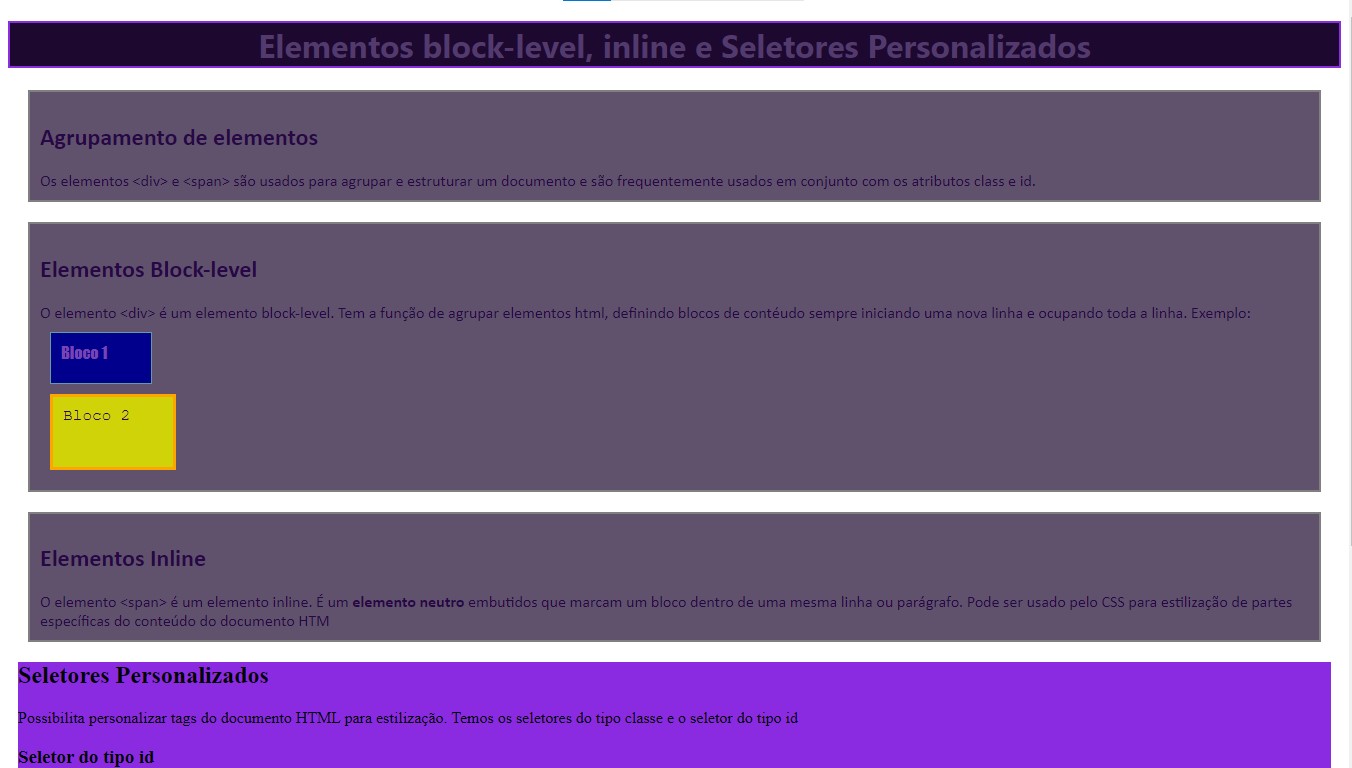 Elementos block-level, inline e Seletores Personalizados
Agrupamento de elementos
Os elementos <div> e <span> são usados para agrupar e estruturar um documento e são frequentemente usados em conjunto com os atributos class e id.
Elementos Block-level
O elemento <div> é um elemento block-level. Tem a função de agrupar elementos html, definindo blocos de contéudo sempre iniciando uma nova linha e ocupando toda a linha. Exemplo:
Bloco 1
Bloco 2
Elementos Inline
O elemento <span> é um elemento inline. É um elemento neutro embutidos que marcam um bloco dentro de uma mesma linha ou parágrafo. Pode ser usado pelo CSS para estilização de partes
específicas do conteúdo do documento HTM
Seletores Personalizados
Possibilita personalizar tags do documento HTML para estilização. Temos os seletores do tipo classe e o seletor do tipo id
Seletor do tipo id